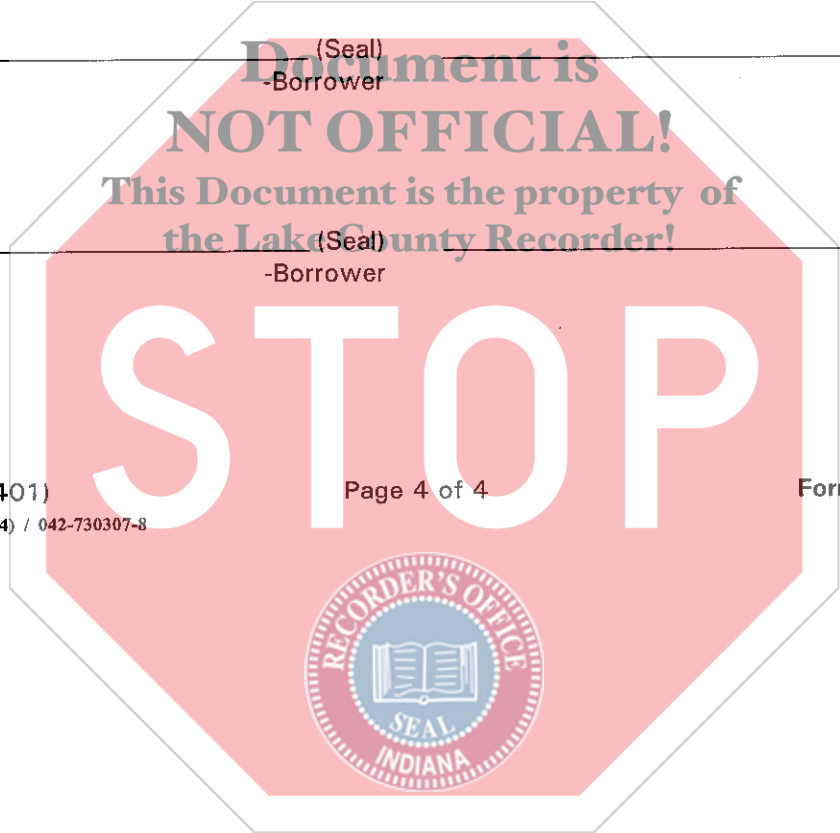 (Seal)
-Borrower
Document is
NOT OFFICIAL!
This Document is the property of
the Lake County Recorder!
(Seal)
-Borrower
STOP
401)
Page 4 of 4
For
4) / 042-730307-8
RECORDER'S OFFICE
SEAL
INDIANA